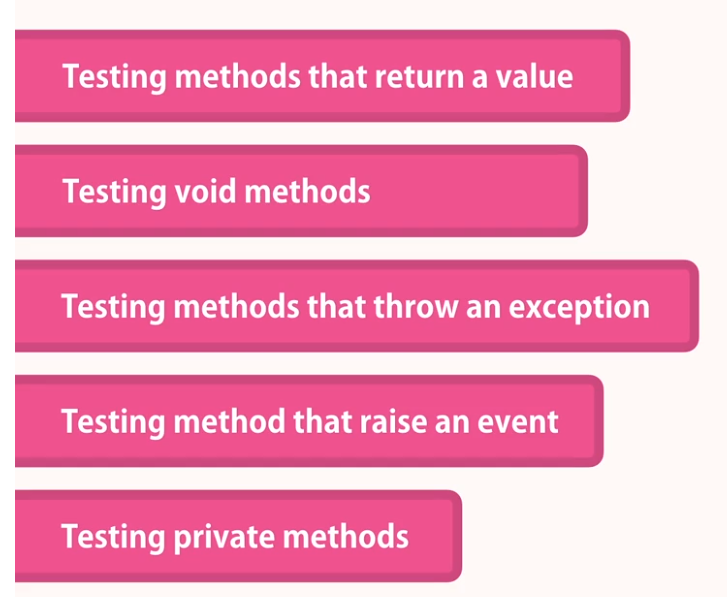 Testing methods that return a value
Testing void methods
Testing methods that throw an exception
Testing method that raise an event
Testing private methods